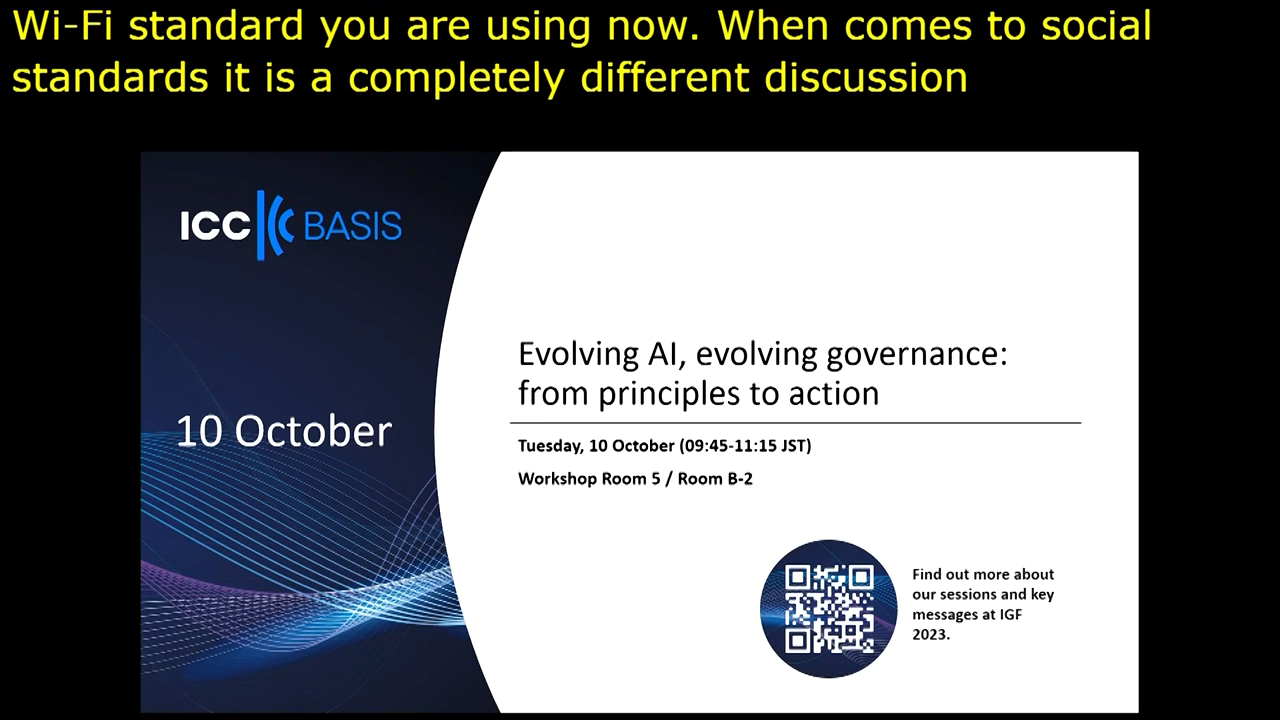 Wi-Fi standard you are using now. When comes to social
standards it is a completely different discussion
ICC BASIS
10 October
Evolving AI, evolving governance:
from principles to action
Tuesday, 10 October (09:45-11:15 JST)
Workshop Room 5 / Room B-2
Find out more about
our sessions and key
messages at IGF
2023.